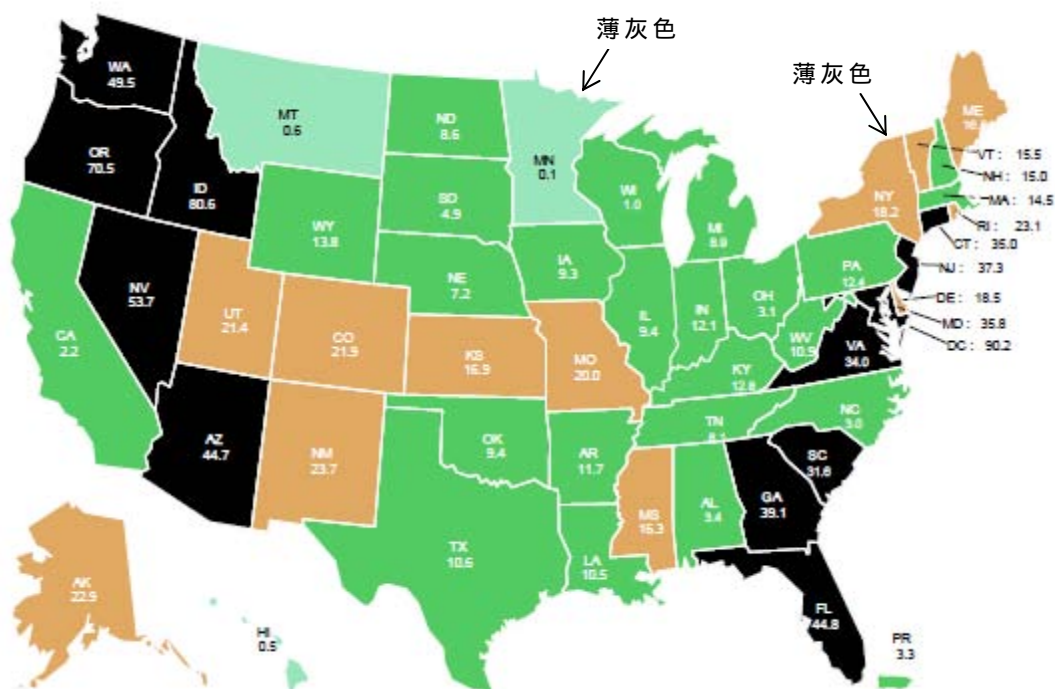 薄灰色
薄灰色
WA
49.5
MT
0.6
ND
8.6
MN
0.1
ME
OR
70.5
ID
80.6
SD
4.9
WI
1.0
MI
8.9
NY
18.2
VT: 15.5
NH: 15.0
MA: 14.5
RI: 23.1
CT: 35.0
NJ: 37.3
DE: 18.5
MD: 35.8
DC: 90.2
WY
13.8
NE
7.2
IA
9.3
PA
12.4
NV
53.7
UT
21.4
CO
21.9
KS
16.9
MO
20.0
IL
9.4
IN
12.1
OH
3.1
WV
10.9
VA
34.0
CA
2.2
KY
12.8
TN
8.1
NC
3.0
AZ
44.7
NM
23.7
OK
9.4
AR
11.7
SC
31.6
MS
15.3
AL
3.4
GA
39.1
TX
10.6
LA
10.5
AK
22.9
HI
0.5
FL
44.8
PR
3.3